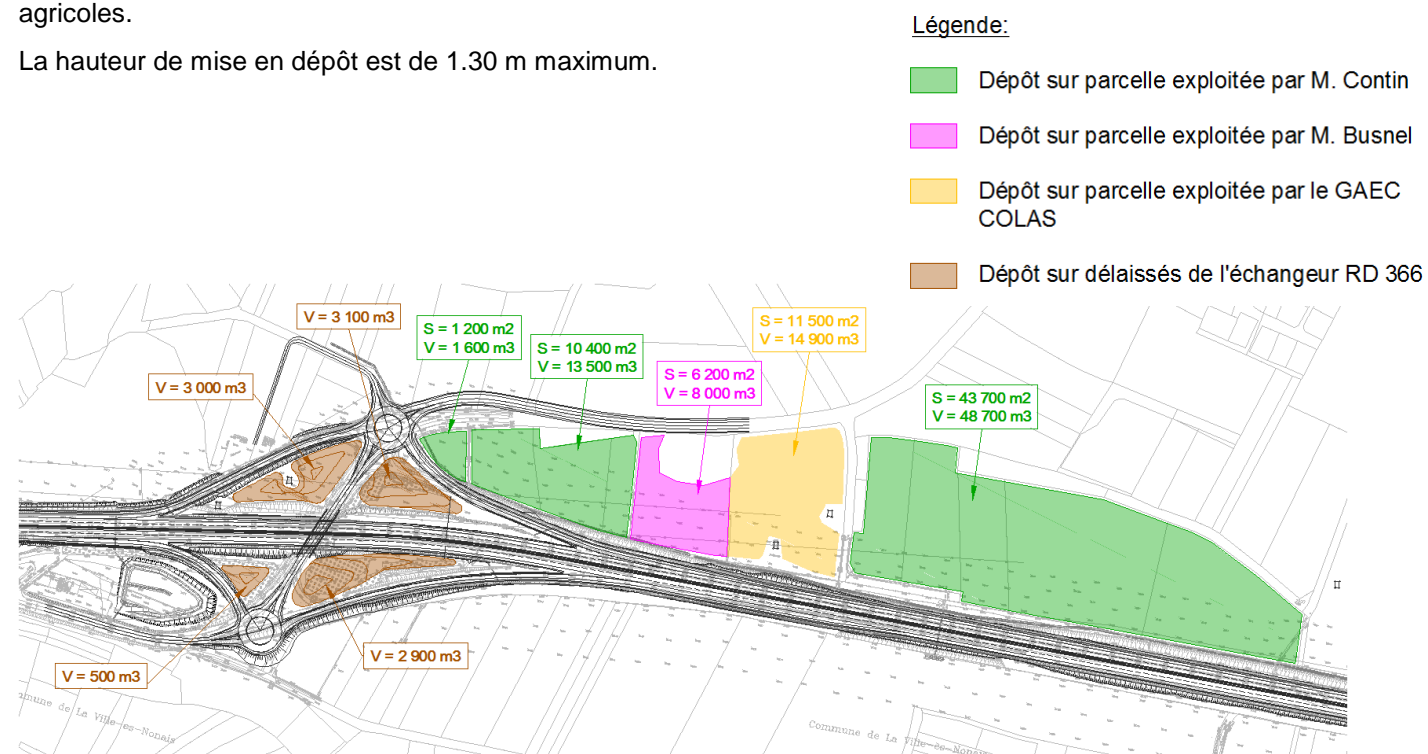 agricoles.
La hauteur de mise en dépôt est de 1.30 m maximum.
Légende:
Dépôt sur parcelle exploitée par M. Contin
Dépôt sur parcelle exploitée par M. Busnel
Dépôt sur parcelle exploitée par le GAEC
COLAS
Dépôt sur délaissés de l'échangeur RD 366
V = 3 100 m3
S = 1 200 m2
V = 1 600 m3
S = 10 400 m2
V = 13 500 m3
S = 6 200 m2
V = 8 000 m3
S = 11 500 m2
V = 14 900 m3
S = 43 700 m2
V = 48 700 m3
V = 3 000 m3
V = 2 900 m3
V = 500 m3
mmune de La Ville-es-Nonais
Commune de La Ville-es-Nonais